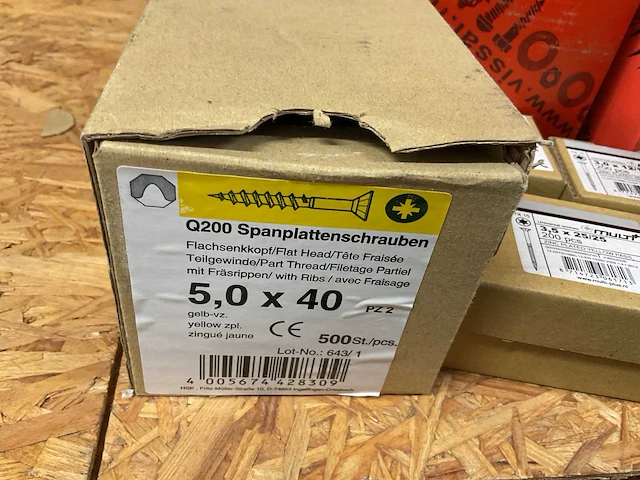 Q200 Spanplattenschrauben
Flachsenkkopf/Flat Head/Tête Fraisée
Teilgewinde/Part Thread/Filetage Partiel
mit Fräsrippen/ with Ribs / avec Fraisage
5,0 x 40 PZ 2
gelb-vz.
yellow zpl.
zingué jaune
CE
500St./pcs.
Lot-No.: 643/ 1
4 005674 428309
www.vissar
3,5 x 25/25
200 pcs